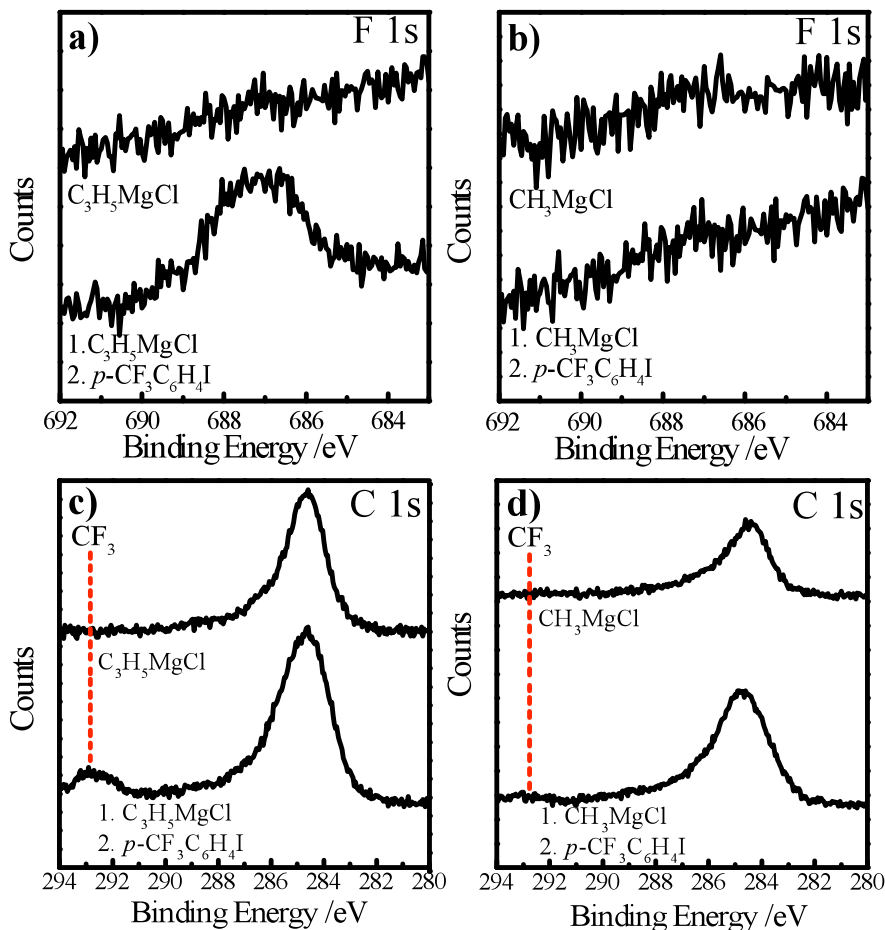 a) F 1s
C₃H₅MgCl
1.C₃H₅MgCl
2. p-CF₃C₆H₄I
Counts
692 690 688 686 684
Binding Energy /eV
b) F 1s
CH₃MgCl
1. CH₃MgCl
2. p-CF₃C₆H₄I
Counts
692 690 688 686 684
Binding Energy /eV
c) C 1s
CF₃
C₃H₅MgCl
1. C₃H₅MgCl
2. p-CF₃C₆H₄I
Counts
294 292 290 288 286 284 282 280
Binding Energy /eV
d) C 1s
CF₃
CH₃MgCl
1. CH₃MgCl
2. p-CF₃C₆H₄I
Counts
294 292 290 288 286 284 282 280
Binding Energy /eV